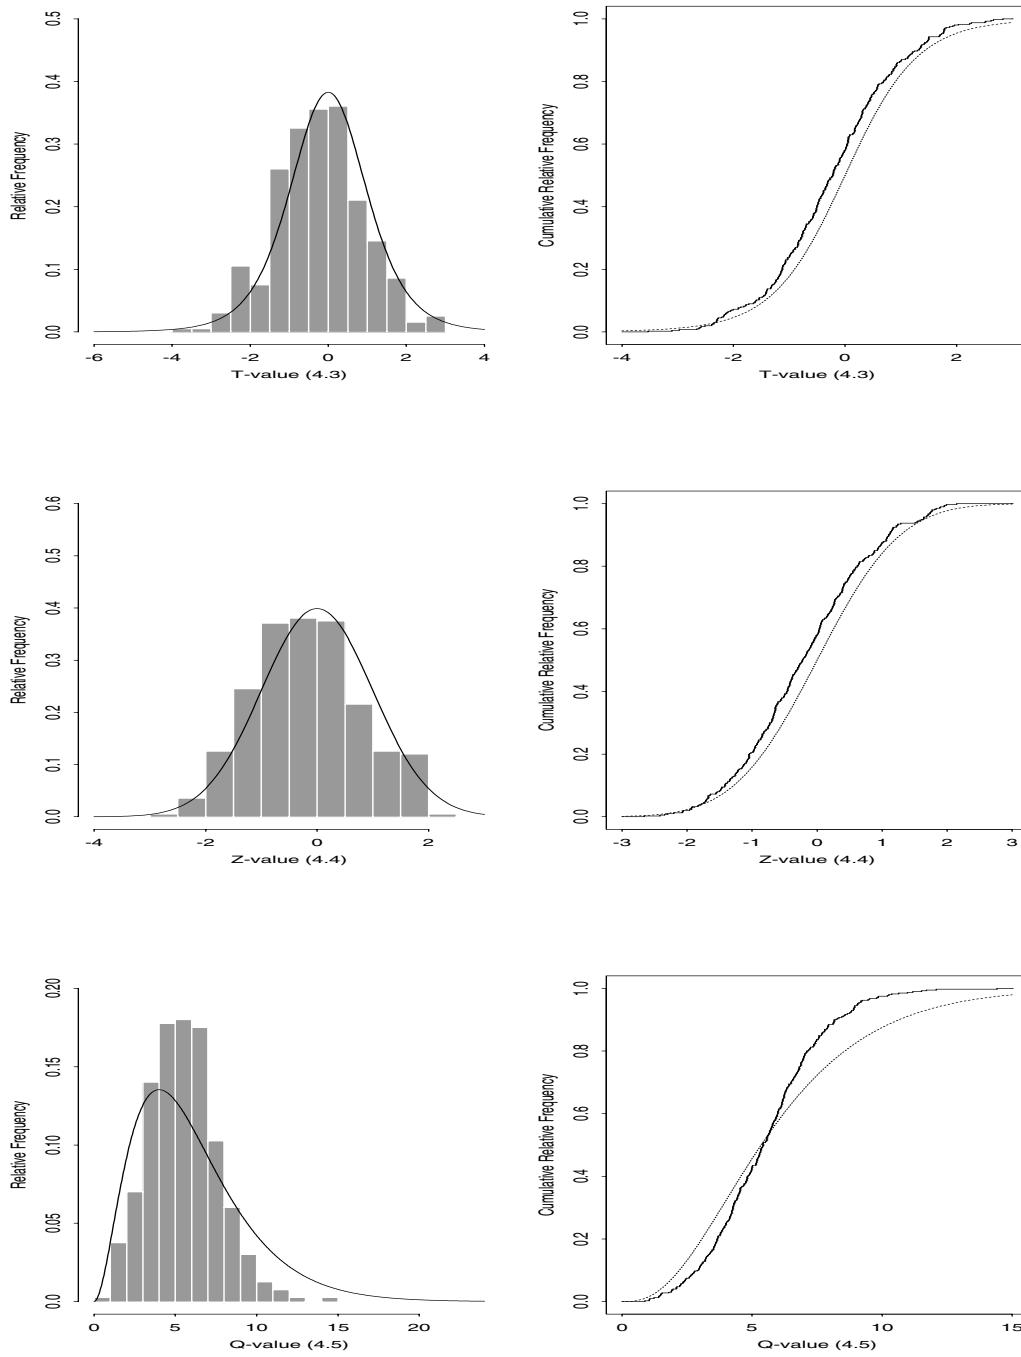 Relative Frequency
0.0 0.1 0.2 0.3 0.4 0.5
-6 -4 -2 0 2 4
T-value (4.3)
Cumulative Relative Frequency
0.0 0.2 0.4 0.6 0.8 1.0
-4 -2 0 2
T-value (4.3)
Relative Frequency
0.0 0.1 0.2 0.3 0.4 0.5 0.6
-4 -2 0 2
Z-value (4.4)
Cumulative Relative Frequency
0.0 0.2 0.4 0.6 0.8 1.0
-3 -2 -1 0 1 2 3
Z-value (4.4)
Relative Frequency
0.0 0.05 0.10 0.15 0.20
0 5 10 15 20
Q-value (4.5)
Cumulative Relative Frequency
0.0 0.2 0.4 0.6 0.8 1.0
0 5 10 15
Q-value (4.5)